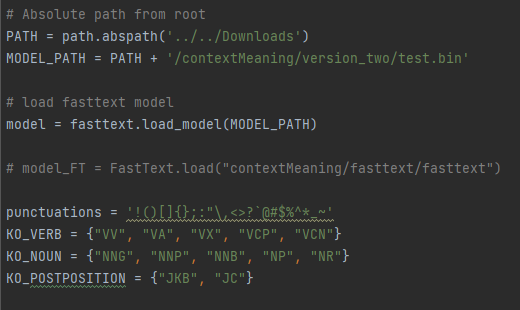 # Absolute path from root
PATH = path.abspath('../../Downloads')
MODEL_PATH = PATH + '/contextMeaning/version_two/test.bin'
# load fasttext model
model = fasttext.load_model(MODEL_PATH)
# model_FT = FastText.load("contextMeaning/fasttext/fasttext")
punctuations = '!()[]{};:"\,<>?`@#$%^*_~'
KO_VERB = {"VV", "VA", "VX", "VCP", "VCN"}
KO_NOUN = {"NNG", "NNP", "NNB", "NP", "NR"}
KO_POSTPOSITION = {"JKB", "JC"}